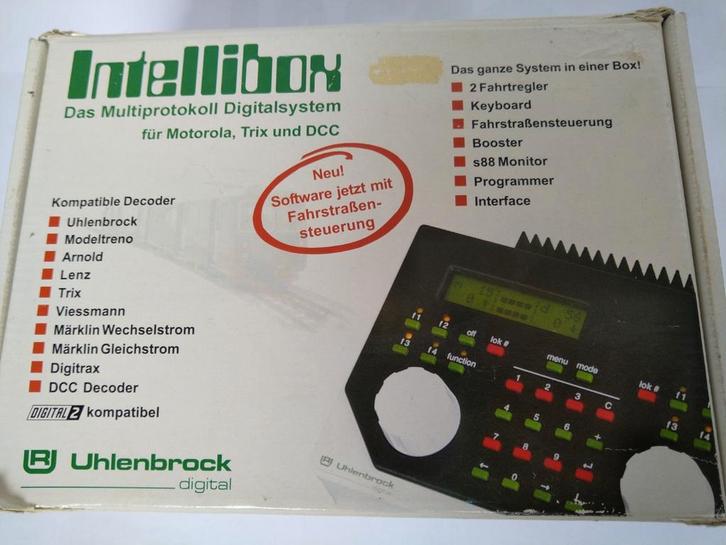 Intellibox
Das Multiprotokoll Digitalsystem
für Motorola, Trix und DCC
Das ganze System in einer Box!
2 Fahrtregler
Keyboard
Fahrstraßensteuerung
Booster
s88 Monitor
Programmer
Interface
Neu!
Software jetzt mit
Fahrstraßen-
steuerung
Kompatible Decoder
Uhlenbrock
Modeltreno
Arnold
Lenz
Trix
Viessmann
Märklin Wechselstrom
Märklin Gleichstrom
Digitrax
DCC Decoder
DIGITAL 2 kompatibel
Uhlenbrock
digital
f1 f2 off lok #
f3 f4 function
menu mode
lok # f1
f3 f4
1 2 3 C
4 5 6 +
7 8 9 ↵
← 0 →
Uhlenbrock
digital